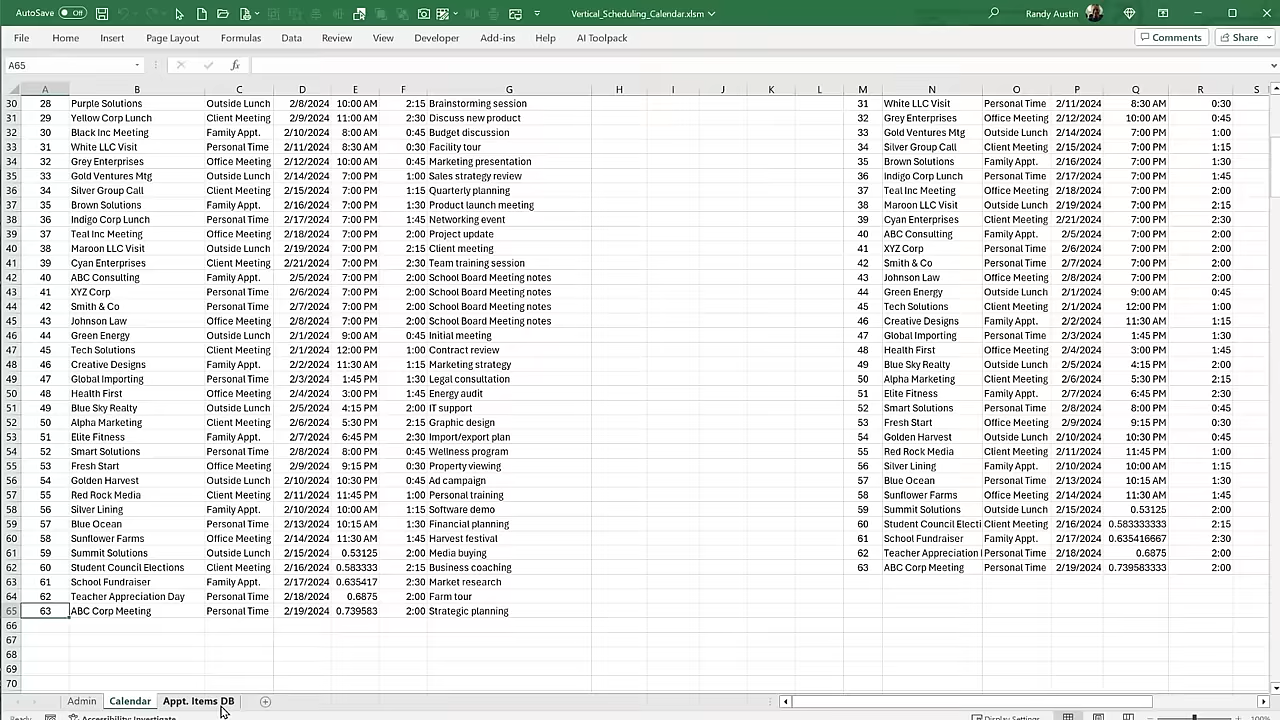 AutoSave Off Vertical_Scheduling_Calendar.xlsm Randy Austin
File Home Insert Draw Page Layout Formulas Data Review View Developer Add-ins Help AI Toolpack Comments Share
A65 fx
A B C D E F G H I J K L M N O P Q R S
30 28 Purple Solutions Outside Lunch 2/8/2024 10:00 AM 2:15 Brainstorming session 31 White LLC Visit Personal Time 2/11/2024 8:30 AM 0:30
31 29 Yellow Corp Lunch Client Meeting 2/9/2024 11:00 AM 2:30 Discuss new product 32 Grey Enterprises Office Meeting 2/12/2024 10:00 AM 0:45
32 30 Black Inc Meeting Family Appt. 2/10/2024 8:00 AM 0:45 Budget discussion 33 Gold Ventures Mtg Outside Lunch 2/14/2024 7:00 PM 1:00
33 31 White LLC Visit Personal Time 2/11/2024 8:30 AM 0:30 Facility tour 34 Silver Group Call Client Meeting 2/15/2024 7:00 PM 1:15
34 32 Grey Enterprises Office Meeting 2/12/2024 10:00 AM 0:45 Marketing presentation 35 Brown Solutions Family Appt. 2/16/2024 7:00 PM 1:30
35 33 Gold Ventures Mtg Outside Lunch 2/14/2024 7:00 PM 1:00 Sales strategy review 36 Indigo Corp Lunch Personal Time 2/17/2024 7:00 PM 1:45
36 34 Silver Group Call Client Meeting 2/15/2024 7:00 PM 1:15 Quarterly planning 37 Teal Inc Meeting Office Meeting 2/18/2024 7:00 PM 2:00
37 35 Brown Solutions Family Appt. 2/16/2024 7:00 PM 1:30 Product launch meeting 38 Maroon LLC Visit Outside Lunch 2/19/2024 7:00 PM 2:15
38 36 Indigo Corp Lunch Personal Time 2/17/2024 7:00 PM 1:45 Networking event 39 Cyan Enterprises Client Meeting 2/21/2024 7:00 PM 2:30
39 37 Teal Inc Meeting Office Meeting 2/18/2024 7:00 PM 2:00 Project update 40 ABC Consulting Family Appt. 2/5/2024 7:00 PM 2:00
40 38 Maroon LLC Visit Outside Lunch 2/19/2024 7:00 PM 2:15 Client meeting 41 XYZ Corp Personal Time 2/6/2024 7:00 PM 2:00
41 39 Cyan Enterprises Client Meeting 2/21/2024 7:00 PM 2:30 Team training session 42 Smith & Co Personal Time 2/7/2024 7:00 PM 2:00
42 40 ABC Consulting Family Appt. 2/5/2024 7:00 PM 2:00 School Board Meeting notes 43 Johnson Law Office Meeting 2/8/2024 7:00 PM 2:00
43 41 XYZ Corp Personal Time 2/6/2024 7:00 PM 2:00 School Board Meeting notes 44 Green Energy Outside Lunch 2/1/2024 9:00 AM 0:45
44 42 Smith & Co Personal Time 2/7/2024 7:00 PM 2:00 School Board Meeting notes 45 Tech Solutions Client Meeting 2/1/2024 12:00 PM 1:00
45 43 Johnson Law Office Meeting 2/8/2024 7:00 PM 2:00 School Board Meeting notes 46 Creative Designs Family Appt. 2/2/2024 11:30 AM 1:15
46 44 Green Energy Outside Lunch 2/1/2024 9:00 AM 0:45 Initial meeting 47 Global Importing Personal Time 2/3/2024 1:45 PM 1:30
47 45 Tech Solutions Client Meeting 2/1/2024 12:00 PM 1:00 Contract review 48 Health First Office Meeting 2/4/2024 3:00 PM 1:45
48 46 Creative Designs Family Appt. 2/2/2024 11:30 AM 1:15 Marketing strategy 49 Blue Sky Realty Outside Lunch 2/5/2024 4:15 PM 2:00
49 47 Global Importing Personal Time 2/3/2024 1:45 PM 1:30 Legal consultation 50 Alpha Marketing Client Meeting 2/6/2024 5:30 PM 2:15
50 48 Health First Office Meeting 2/4/2024 3:00 PM 1:45 Energy audit 51 Elite Fitness Family Appt. 2/7/2024 6:45 PM 2:30
51 49 Blue Sky Realty Outside Lunch 2/5/2024 4:15 PM 2:00 IT support 52 Smart Solutions Personal Time 2/8/2024 8:00 PM 0:45
52 50 Alpha Marketing Client Meeting 2/6/2024 5:30 PM 2:15 Graphic design 53 Fresh Start Office Meeting 2/9/2024 9:15 PM 0:30
53 51 Elite Fitness Family Appt. 2/7/2024 6:45 PM 2:30 Import/export plan 54 Golden Harvest Outside Lunch 2/10/2024 10:30 PM 0:45
54 52 Smart Solutions Personal Time 2/8/2024 8:00 PM 0:45 Wellness program 55 Red Rock Media Client Meeting 2/11/2024 11:45 PM 1:00
55 53 Fresh Start Office Meeting 2/9/2024 9:15 PM 0:30 Property viewing 56 Silver Lining Family Appt. 2/10/2024 10:00 AM 1:15
56 54 Golden Harvest Outside Lunch 2/10/2024 10:30 PM 0:45 Ad campaign 57 Blue Ocean Personal Time 2/13/2024 10:15 AM 1:30
57 55 Red Rock Media Client Meeting 2/11/2024 11:45 PM 1:00 Personal training 58 Sunflower Farms Office Meeting 2/14/2024 11:30 AM 1:45
58 56 Silver Lining Family Appt. 2/10/2024 10:00 AM 1:15 Software demo 59 Summit Solutions Outside Lunch 2/15/2024 0.53125 2:00
59 57 Blue Ocean Personal Time 2/13/2024 10:15 AM 1:30 Financial planning 60 Student Council Electi Client Meeting 2/16/2024 0.583333333 2:15
60 58 Sunflower Farms Office Meeting 2/14/2024 11:30 AM 1:45 Harvest festival 61 School Fundraiser Family Appt. 2/17/2024 0.635416667 2:30
61 59 Summit Solutions Outside Lunch 2/15/2024 0.53125 2:00 Media buying 62 Teacher Appreciation Personal Time 2/18/2024 0.6875 2:00
62 60 Student Council Elections Client Meeting 2/16/2024 0.583333 2:15 Business coaching 63 ABC Corp Meeting Personal Time 2/19/2024 0.739583333 2:00
63 61 School Fundraiser Family Appt. 2/17/2024 0.635417 2:30 Market research
64 62 Teacher Appreciation Day Personal Time 2/18/2024 0.6875 2:00 Farm tour
65 63 ABC Corp Meeting Personal Time 2/19/2024 0.739583 2:00 Strategic planning
66
67
68
69
70
Admin Calendar Appt. Items DB
Ready Accessibility: Investigate Display Settings 100%